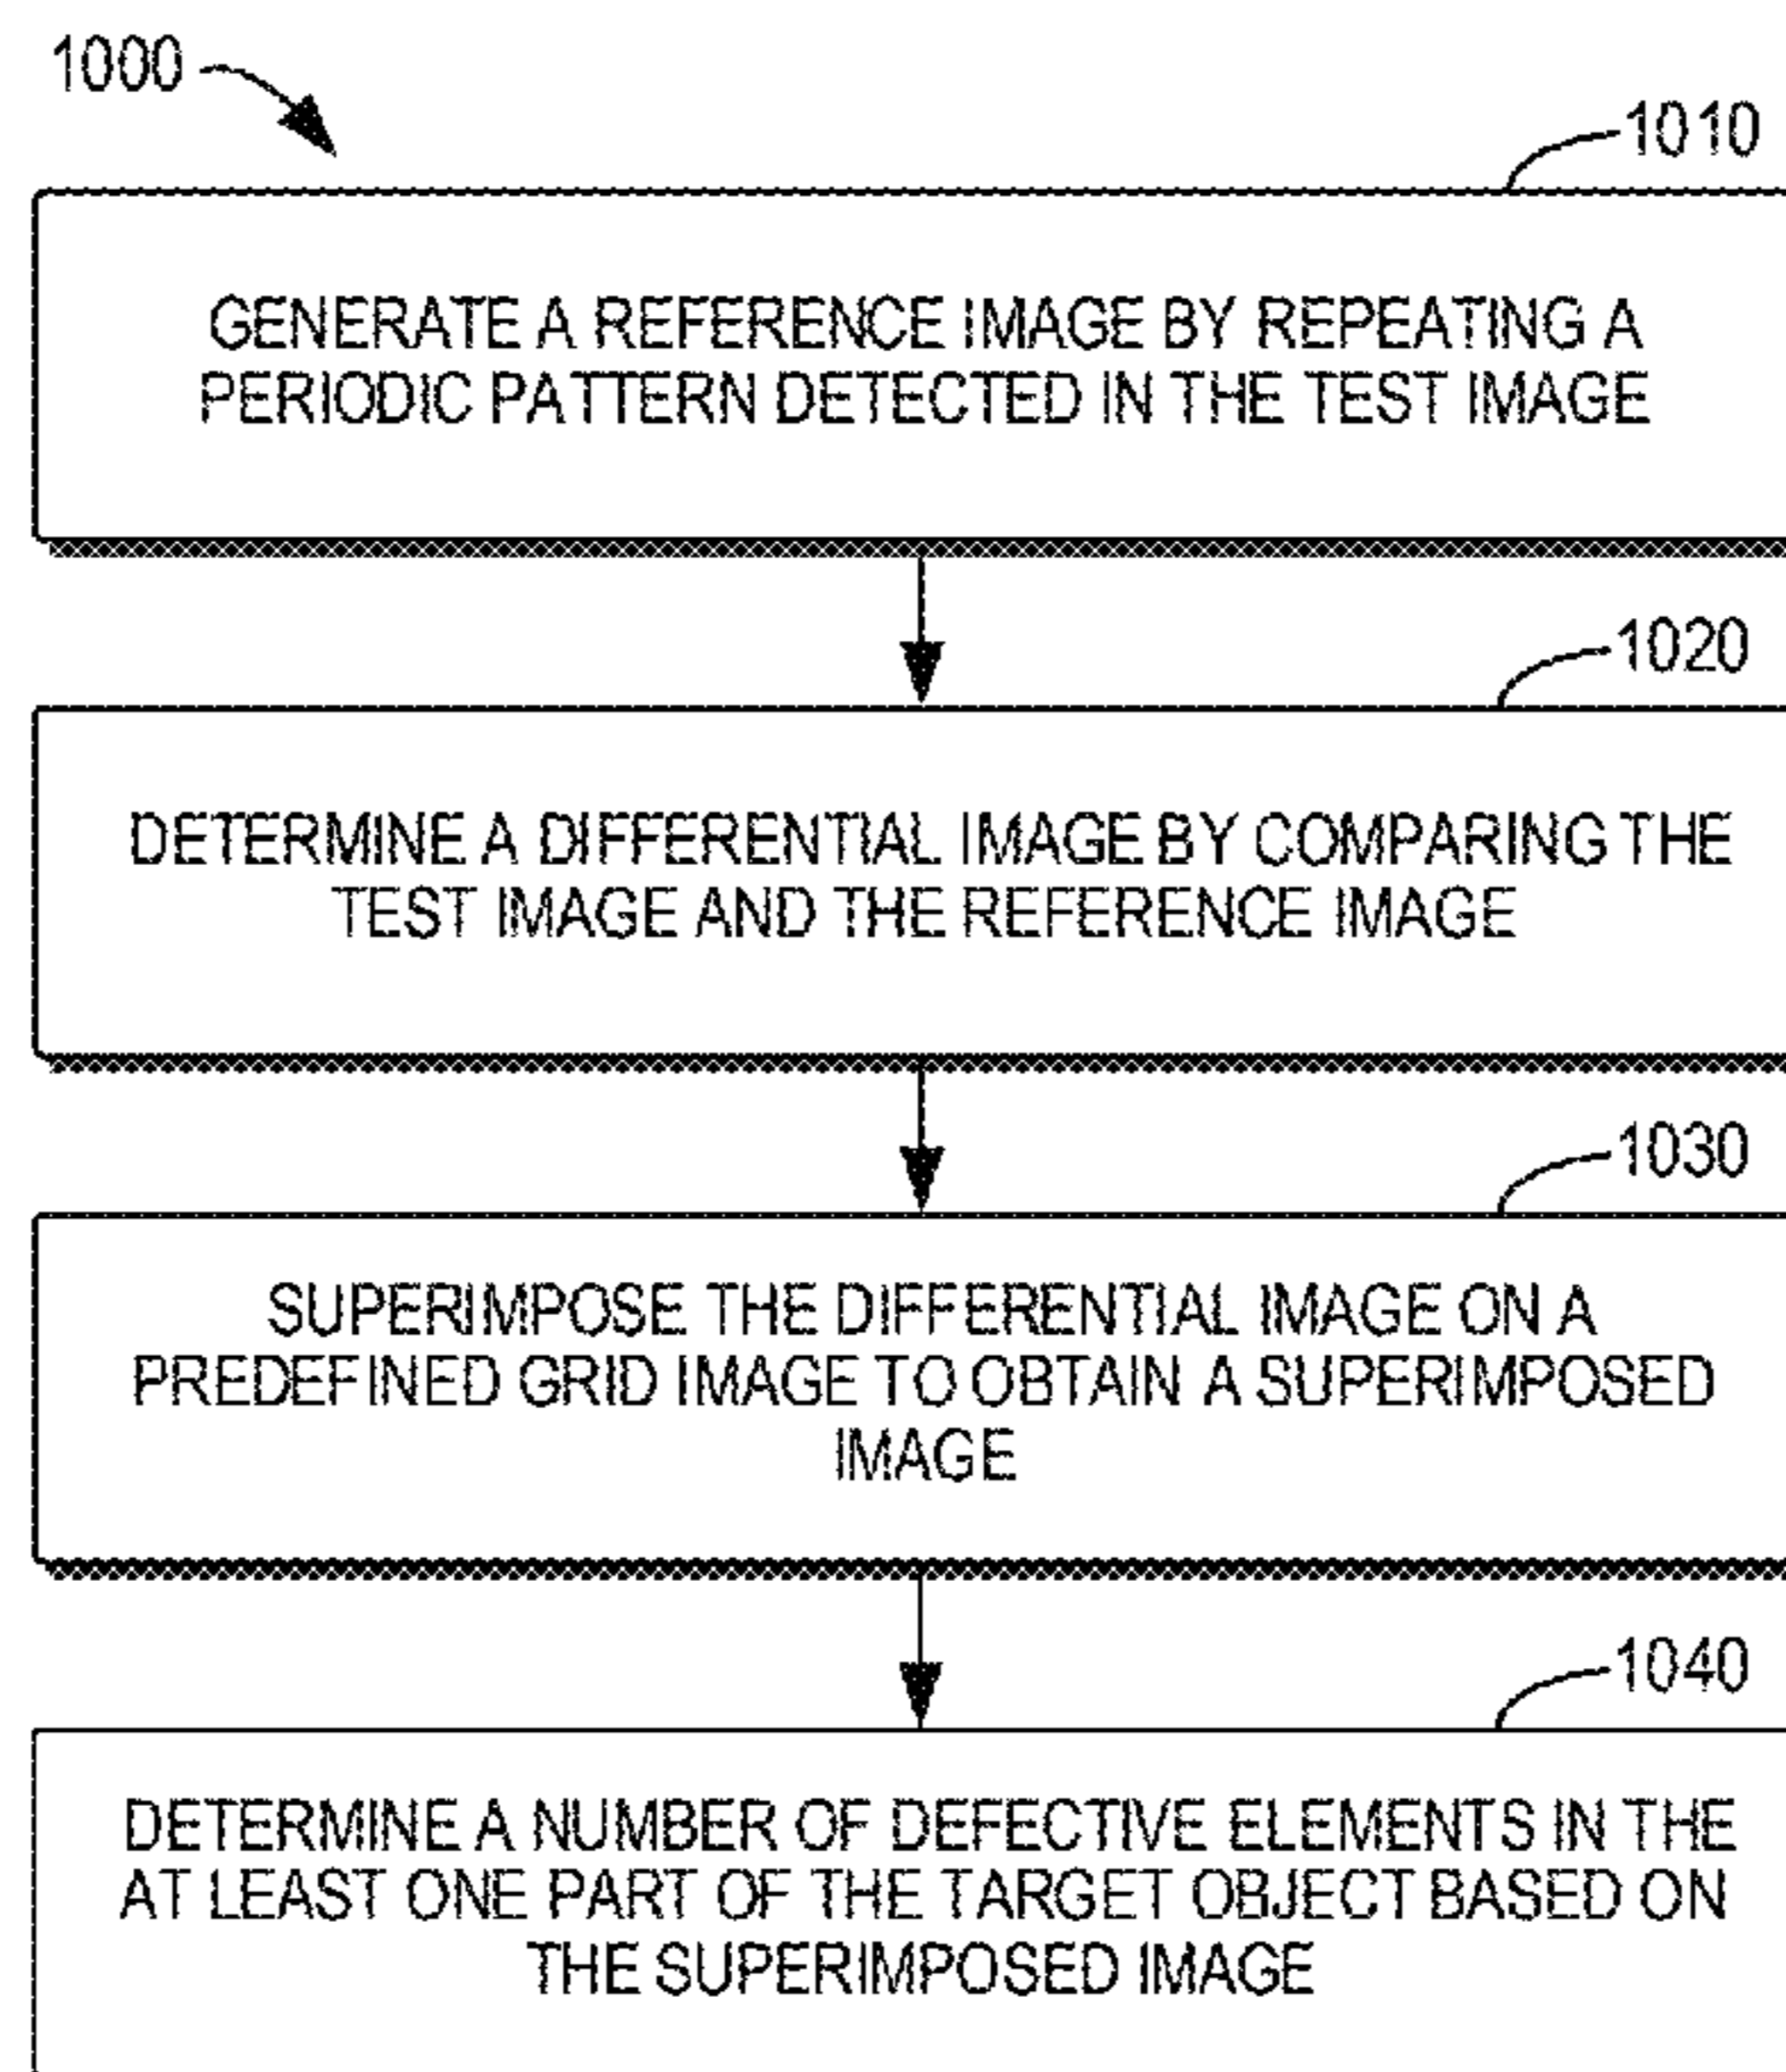 1000
1010
GENERATE A REFERENCE IMAGE BY REPEATING A
PERIODIC PATTERN DETECTED IN THE TEST IMAGE
1020
DETERMINE A DIFFERENTIAL IMAGE BY COMPARING THE
TEST IMAGE AND THE REFERENCE IMAGE
1030
SUPERIMPOSE THE DIFFERENTIAL IMAGE ON A
PREDEFINED GRID IMAGE TO OBTAIN A SUPERIMPOSED
IMAGE
1040
DETERMINE A NUMBER OF DEFECTIVE ELEMENTS IN THE
AT LEAST ONE PART OF THE TARGET OBJECT BASED ON
THE SUPERIMPOSED IMAGE